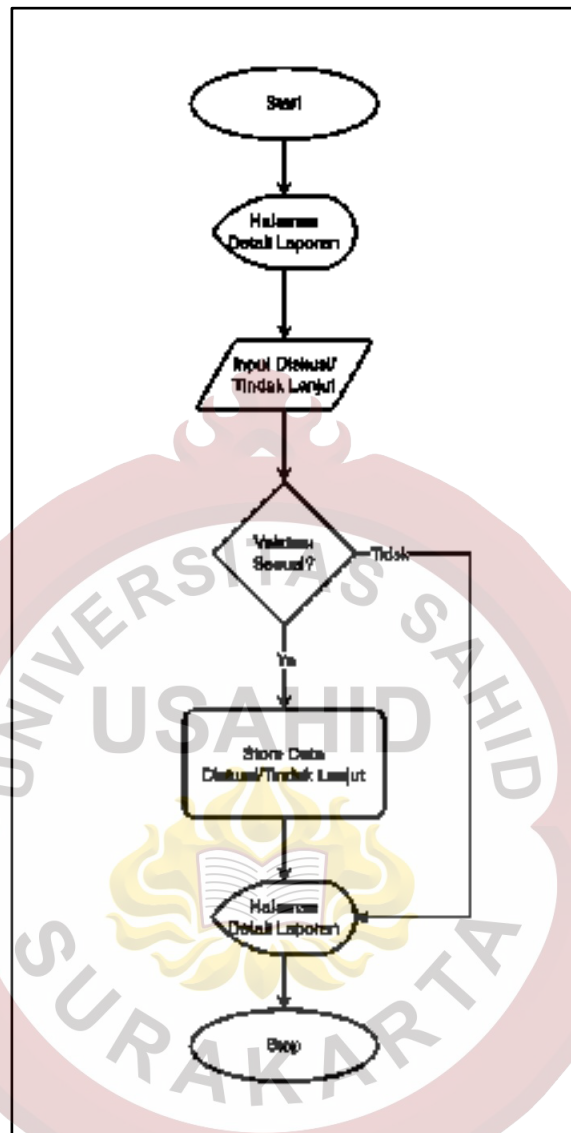 Start
Halaman
Detail Laporan
Input Diskusi/
Tindak Lanjut
Validasi
Sesuai?
Tidak
Ya
Store Data
Diskusi/Tindak Lanjut
Halaman
Detail Laporan
Stop
UNIVERSITAS SAHID
USAHID
SURAKARTA